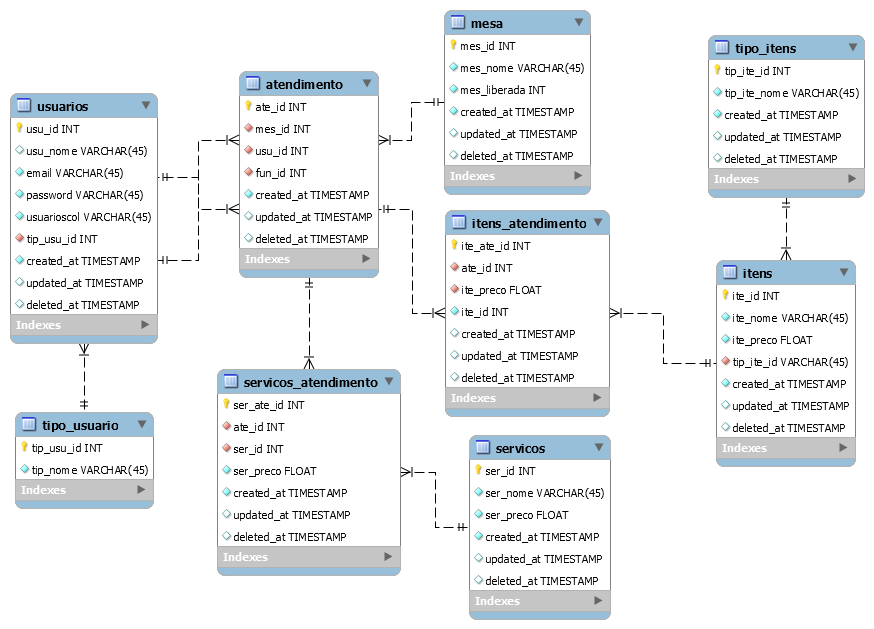 usuarios
usu_id INT
usu_nome VARCHAR(45)
email VARCHAR(45)
password VARCHAR(45)
usuarioscol VARCHAR(45)
tip_usu_id INT
created_at TIMESTAMP
updated_at TIMESTAMP
deleted_at TIMESTAMP
Indexes
tipo_usuario
tip_usu_id INT
tip_nome VARCHAR(45)
Indexes
atendimento
ate_id INT
mes_id INT
usu_id INT
fun_id INT
created_at TIMESTAMP
updated_at TIMESTAMP
deleted_at TIMESTAMP
Indexes
servicos_atendimento
ser_ate_id INT
ate_id INT
ser_id INT
ser_preco FLOAT
created_at TIMESTAMP
updated_at TIMESTAMP
deleted_at TIMESTAMP
Indexes
mesa
mes_id INT
mes_nome VARCHAR(45)
mes_liberada INT
created_at TIMESTAMP
updated_at TIMESTAMP
deleted_at TIMESTAMP
Indexes
itens_atendimento
ite_ate_id INT
ate_id INT
ite_preco FLOAT
ite_id INT
created_at TIMESTAMP
updated_at TIMESTAMP
deleted_at TIMESTAMP
Indexes
servicos
ser_id INT
ser_nome VARCHAR(45)
ser_preco FLOAT
created_at TIMESTAMP
updated_at TIMESTAMP
deleted_at TIMESTAMP
Indexes
tipo_itens
tip_ite_id INT
tip_ite_nome VARCHAR(45)
created_at TIMESTAMP
updated_at TIMESTAMP
deleted_at TIMESTAMP
Indexes
itens
ite_id INT
ite_nome VARCHAR(45)
ite_preco FLOAT
tip_ite_id VARCHAR(45)
created_at TIMESTAMP
updated_at TIMESTAMP
deleted_at TIMESTAMP
Indexes